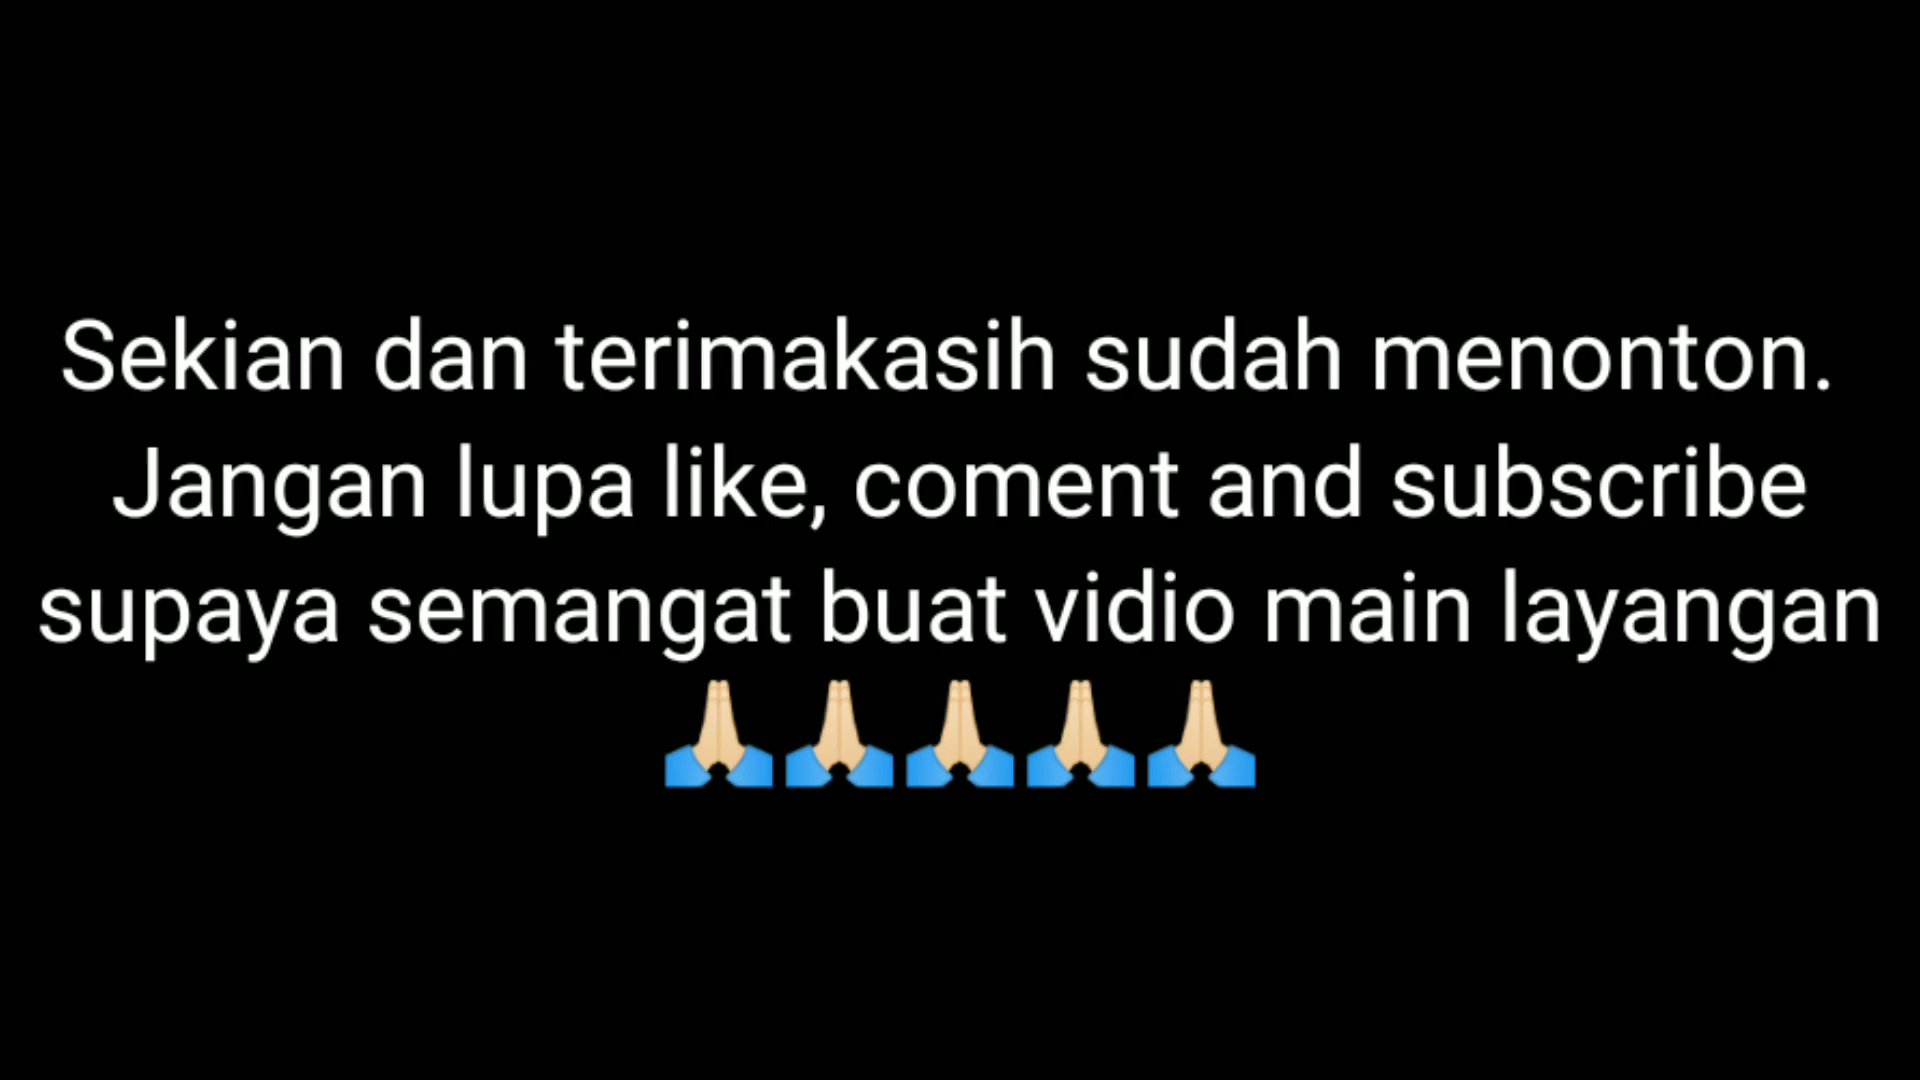 Sekian dan terimakasih sudah menonton.
Jangan lupa like, coment and subscribe
supaya semangat buat vidio main layangan
🙏🏼🙏🏼🙏🏼🙏🏼🙏🏼